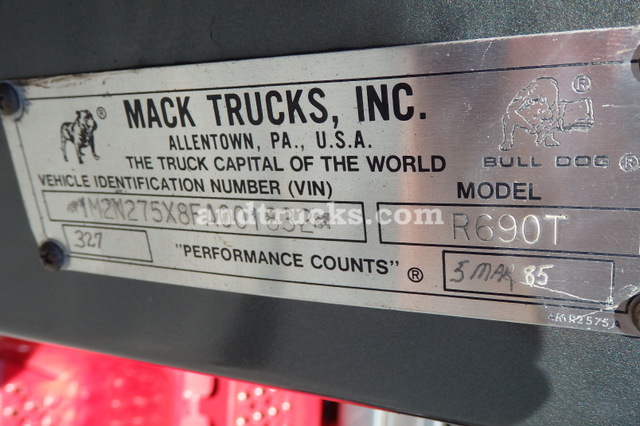 MACK TRUCKS, INC.
ALLENTOWN, PA., U.S.A.
THE TRUCK CAPITAL OF THE WORLD
BULL DOG ®
VEHICLE IDENTIFICATION NUMBER (VIN)
MODEL
R690T
andtrucks.com
327
"PERFORMANCE COUNTS" ®
5 MAR 85